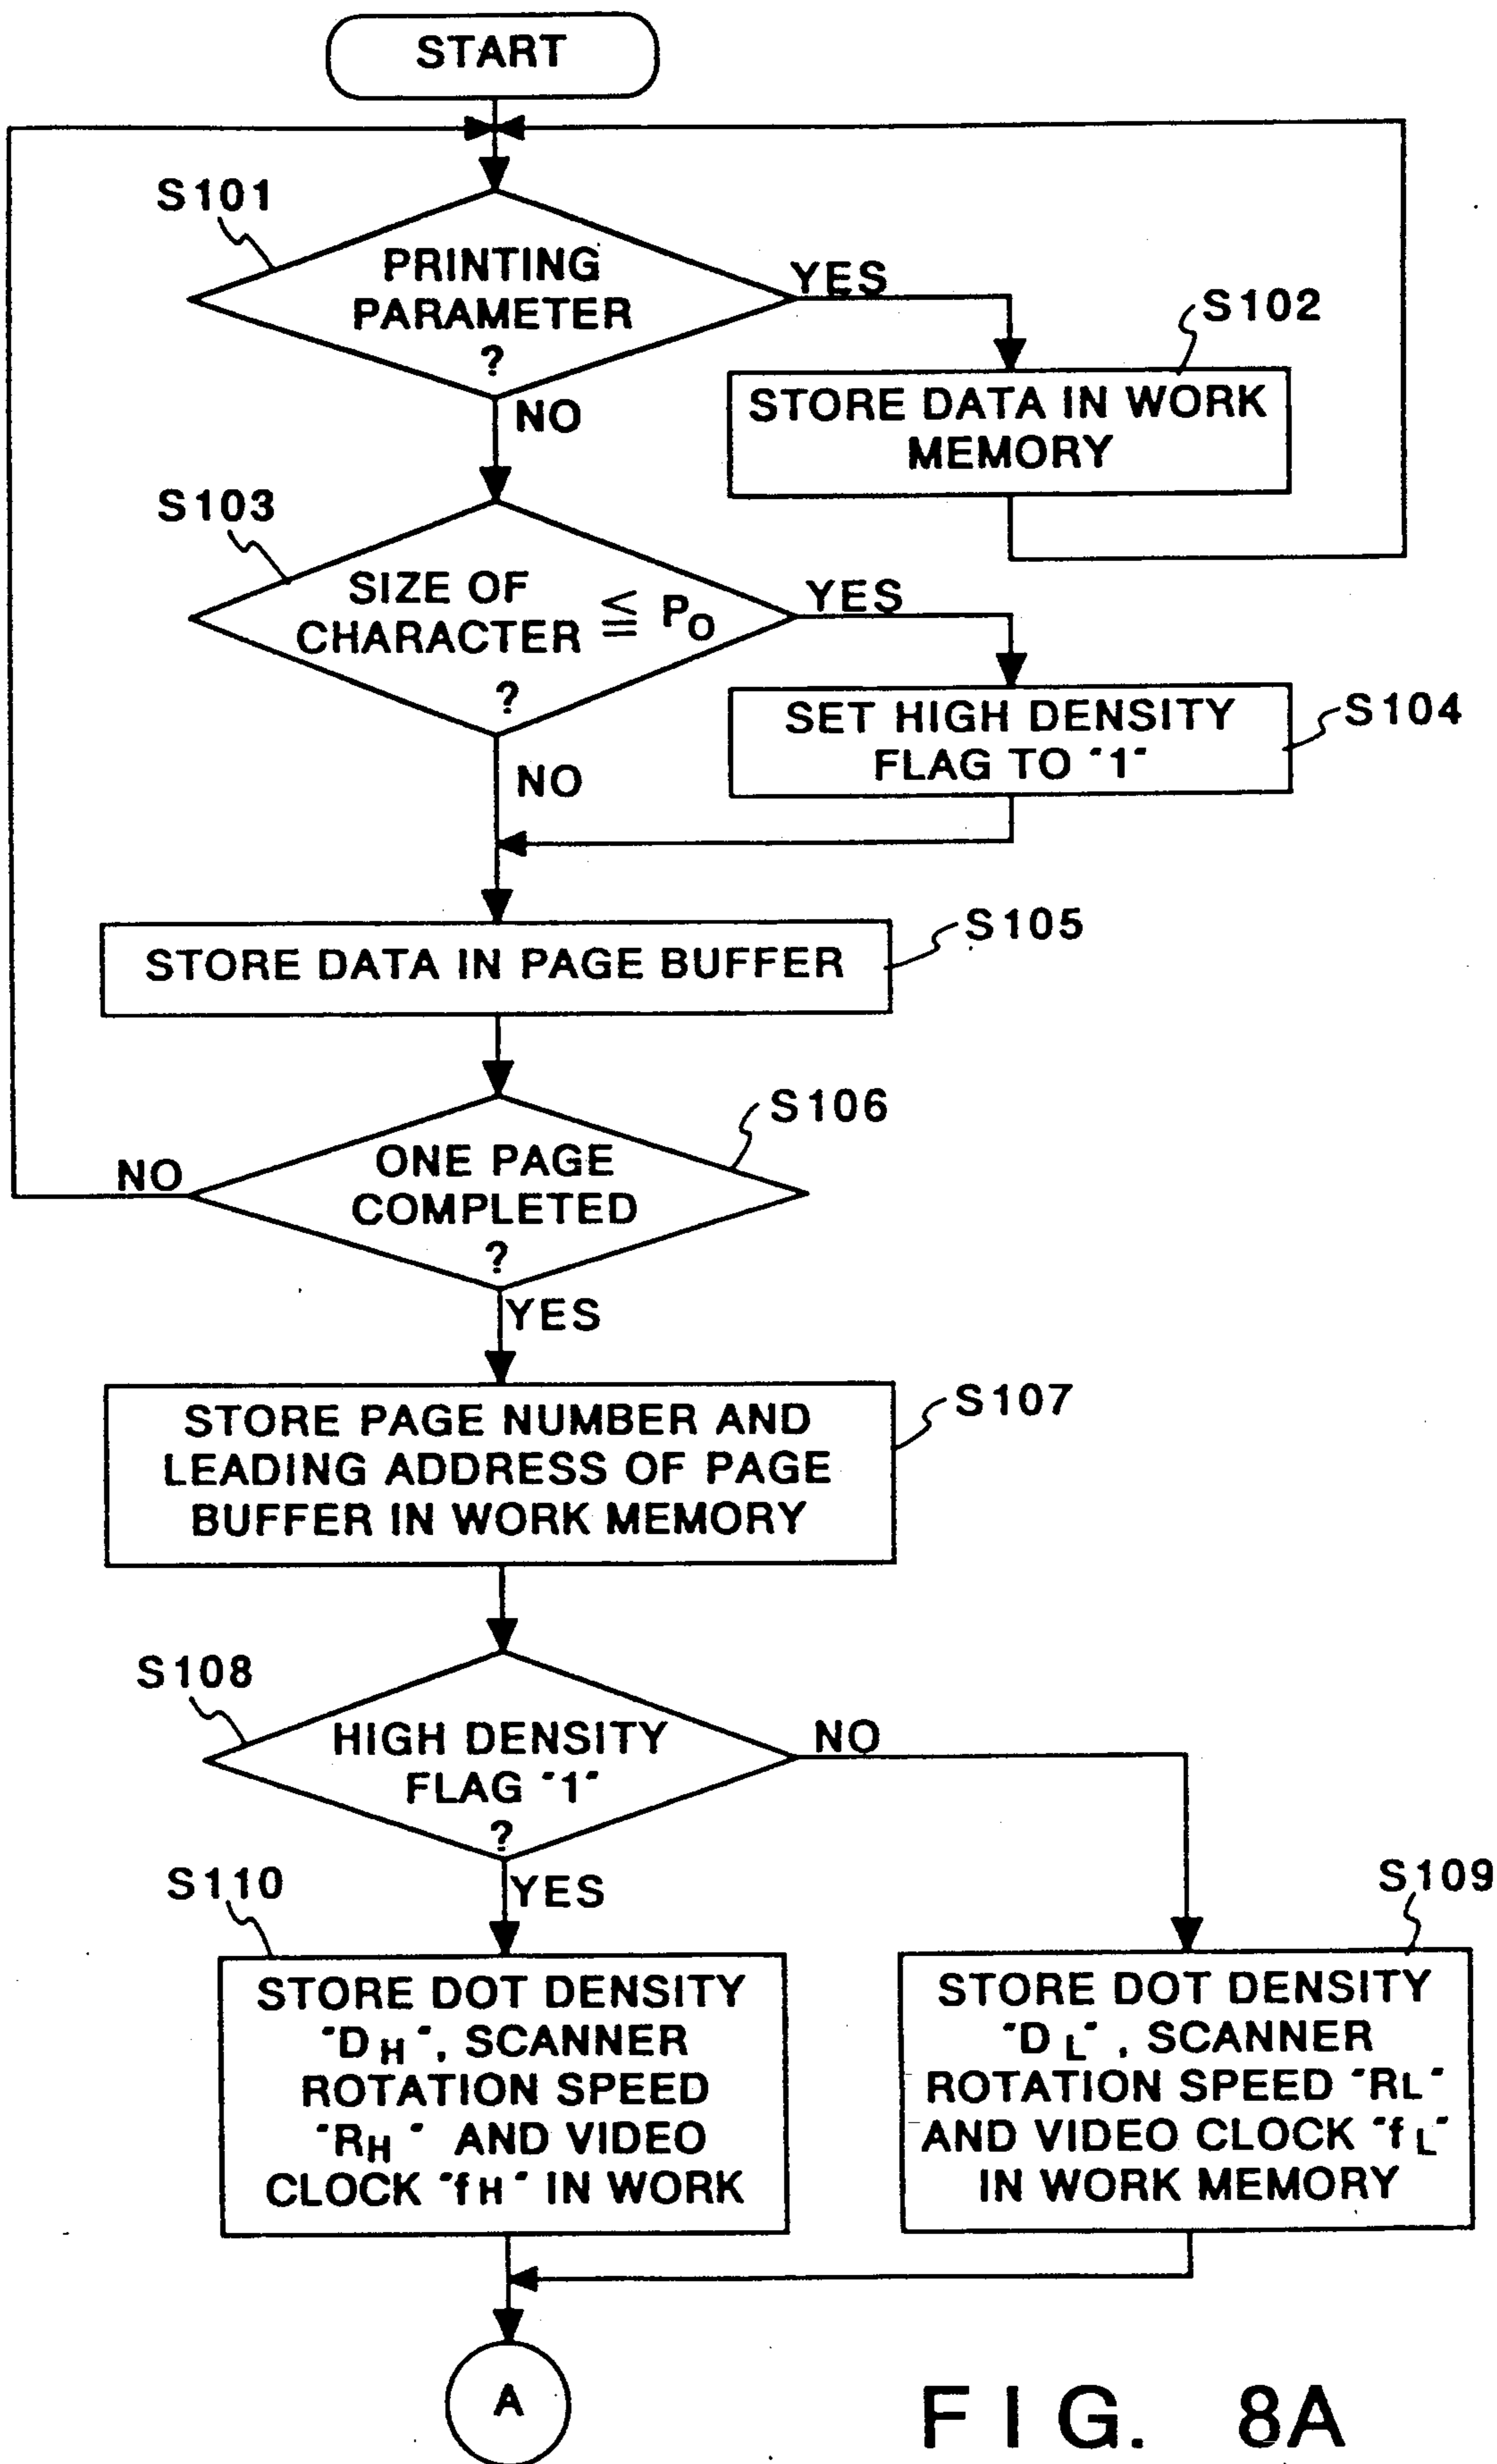 START
S101
PRINTING
PARAMETER
?
YES
NO
S102
STORE DATA IN WORK
MEMORY
S103
SIZE OF
CHARACTER ≦ PO
?
YES
NO
SET HIGH DENSITY
FLAG TO "1"
S104
STORE DATA IN PAGE BUFFER
S105
S106
ONE PAGE
COMPLETED
?
NO
YES
STORE PAGE NUMBER AND
LEADING ADDRESS OF PAGE
BUFFER IN WORK MEMORY
S107
S108
HIGH DENSITY
FLAG "1"
?
NO
YES
S110
STORE DOT DENSITY
"DH", SCANNER
ROTATION SPEED
"RH" AND VIDEO
CLOCK "fH" IN WORK
S109
STORE DOT DENSITY
"DL", SCANNER
ROTATION SPEED "RL"
AND VIDEO CLOCK "fL"
IN WORK MEMORY
A
FIG. 8A